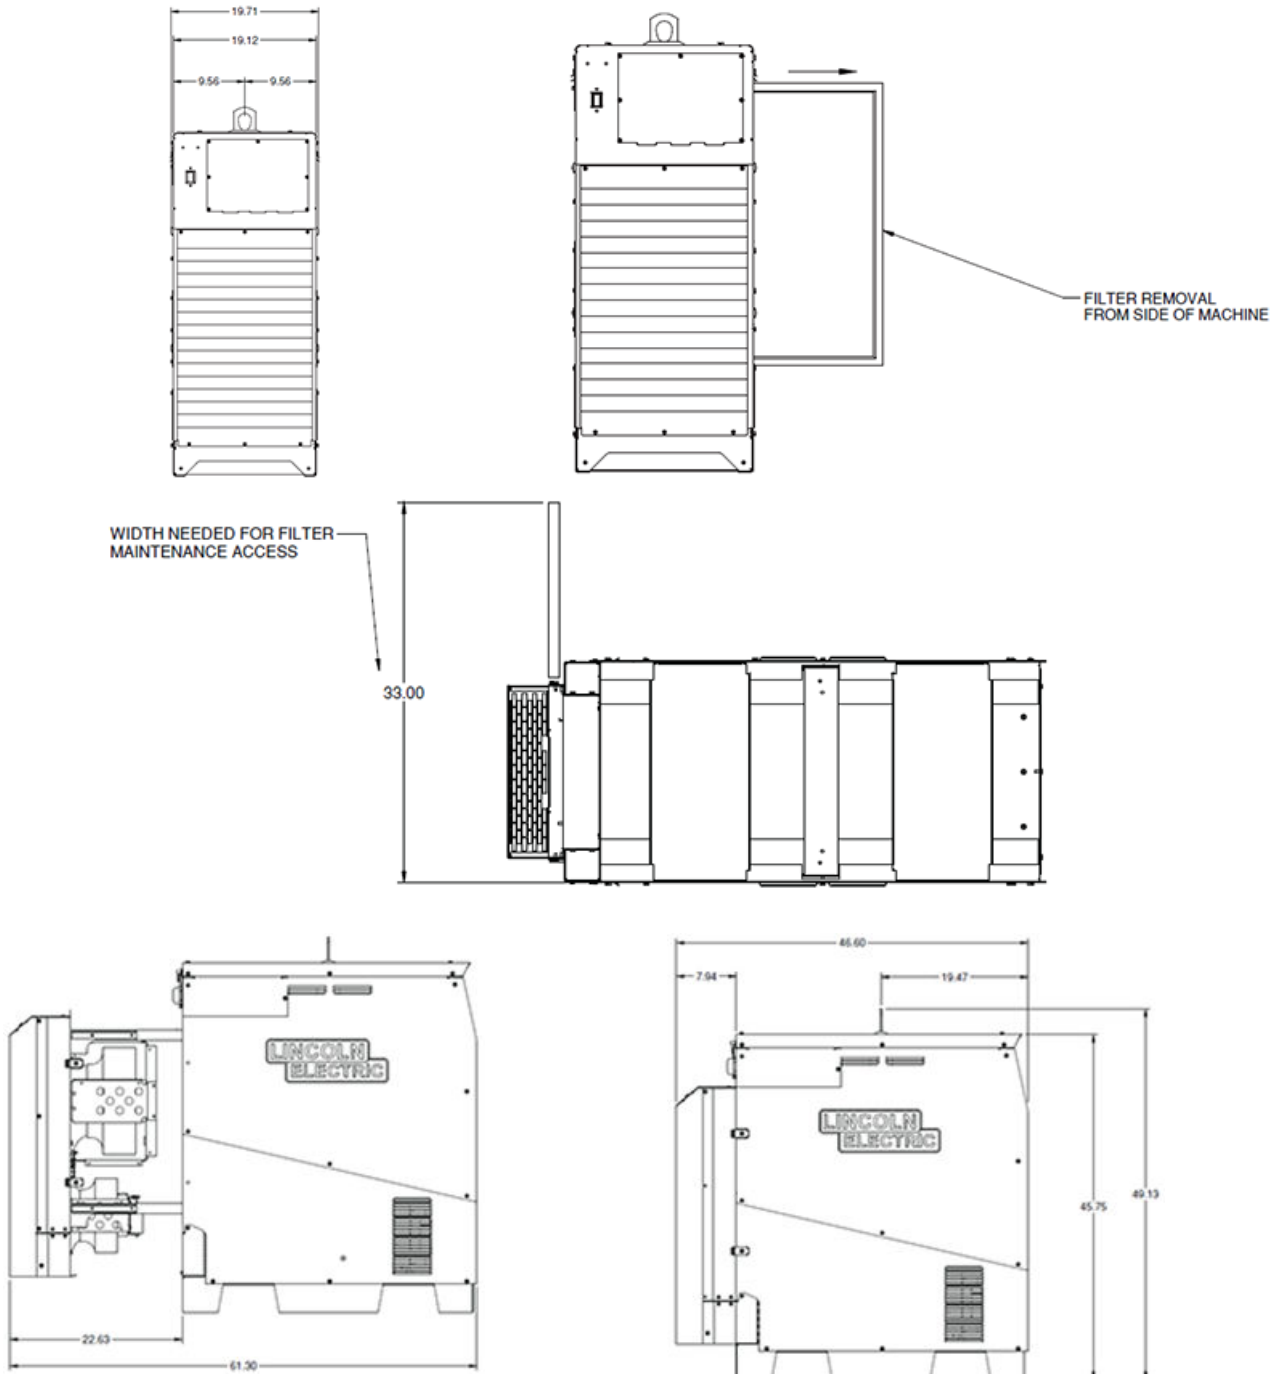 19.71
19.12
9.56
9.56
FILTER REMOVAL
FROM SIDE OF MACHINE
WIDTH NEEDED FOR FILTER
MAINTENANCE ACCESS
33.00
46.60
7.94
19.47
LINCOLN
ELECTRIC
LINCOLN
ELECTRIC
49.13
45.75
22.63
61.30